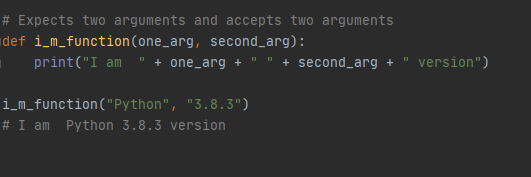 # Expects two arguments and accepts two arguments
def i_m_function(one_arg, second_arg):
    print("I am  " + one_arg + " " + second_arg + " version")
i_m_function("Python", "3.8.3")
# I am  Python 3.8.3 version